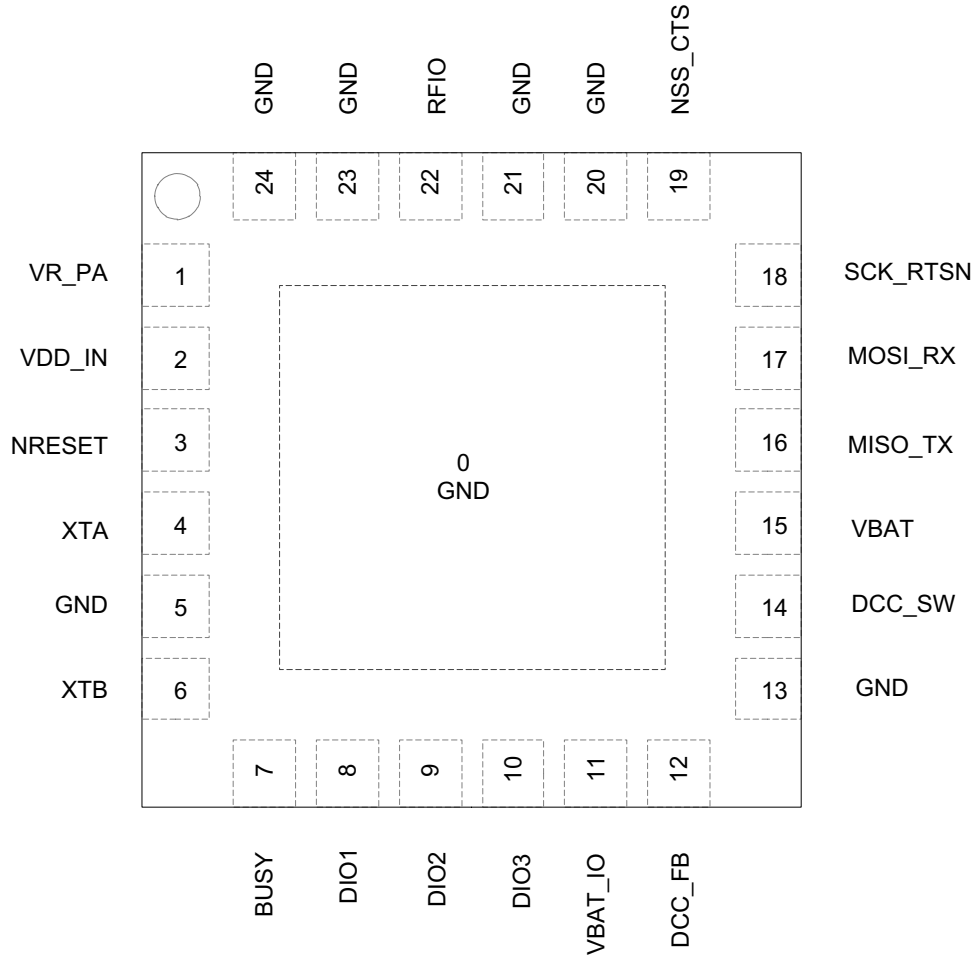 GND
GND
RFIO
GND
GND
NSS_CTS
24
23
22
21
20
19
VR_PA 1
18 SCK_RTSN
VDD_IN 2
17 MOSI_RX
NRESET 3
16 MISO_TX
0
GND
XTA 4
15 VBAT
GND 5
14 DCC_SW
XTB 6
13 GND
7
8
9
10
11
12
BUSY
DIO1
DIO2
DIO3
VBAT_IO
DCC_FB